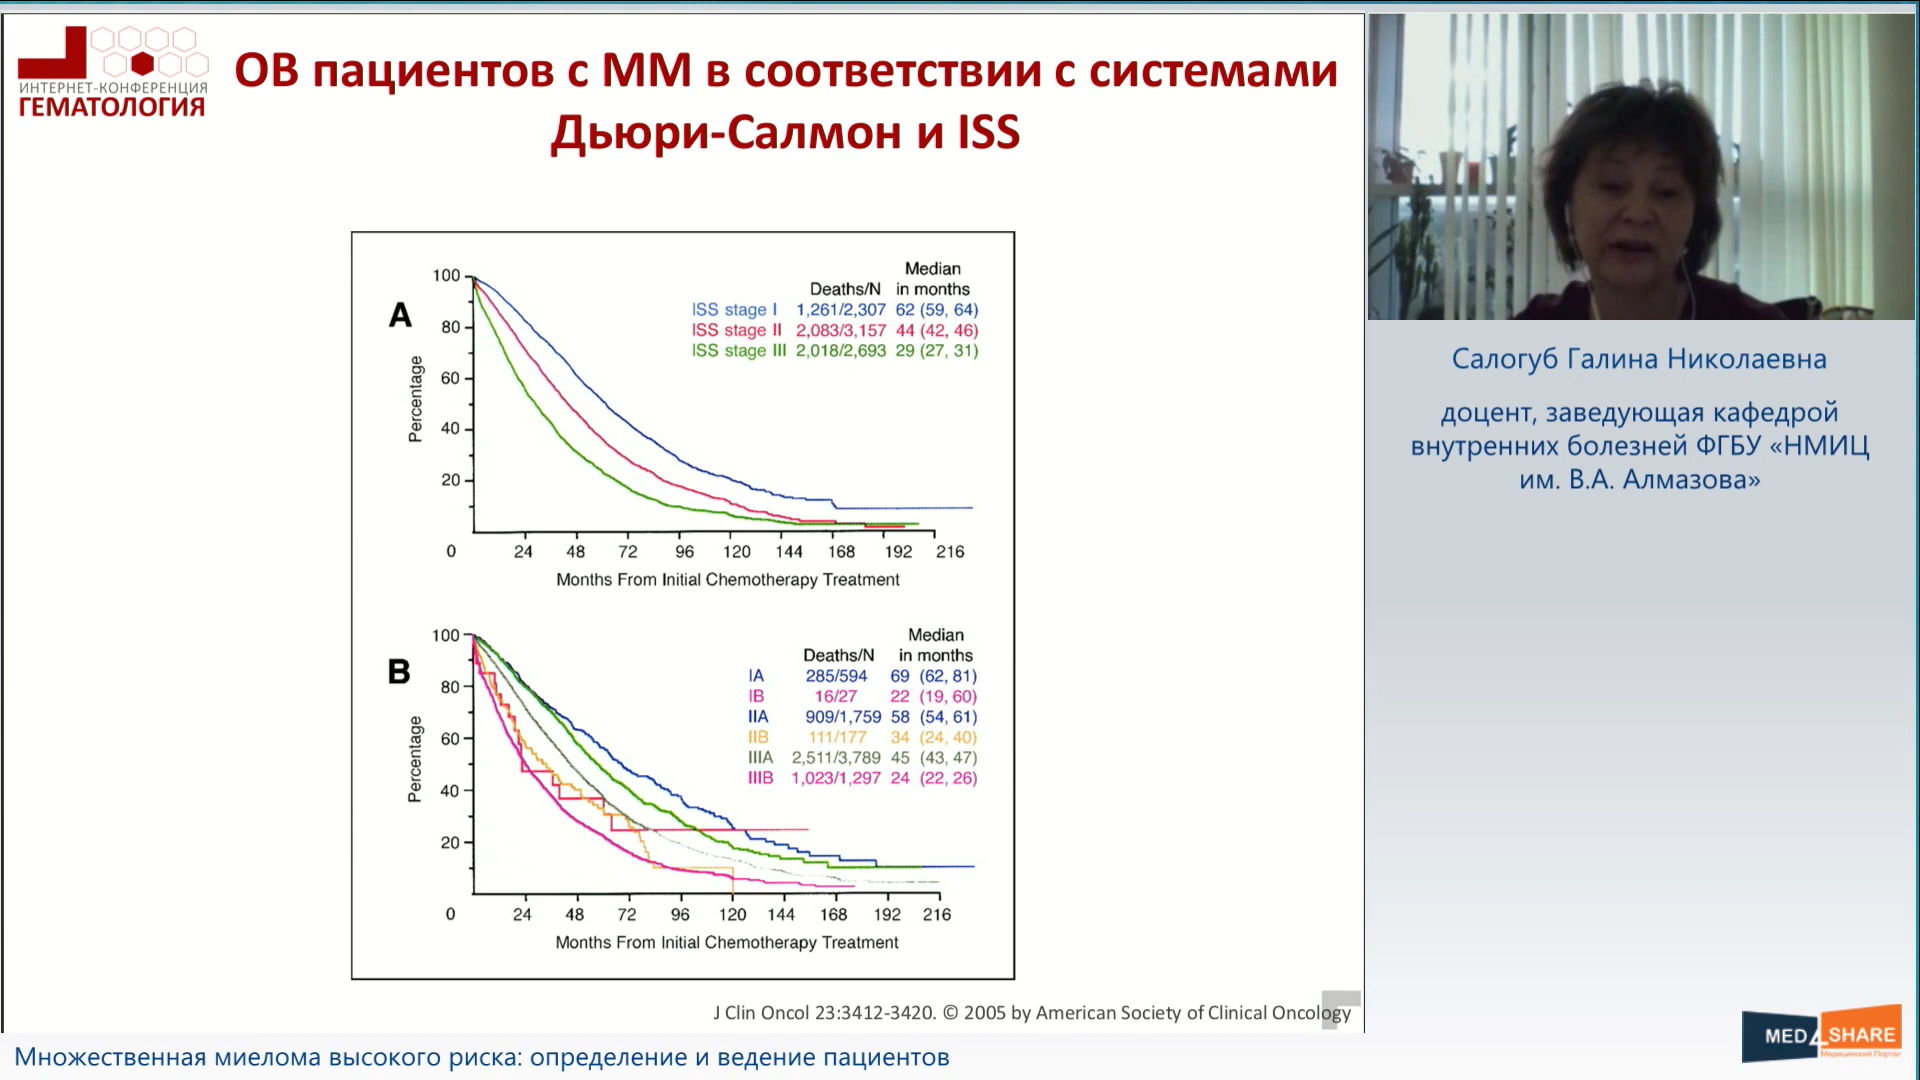 ИНТЕРНЕТ-КОНФЕРЕНЦИЯ
ГЕМАТОЛОГИЯ
ОВ пациентов с ММ в соответствии с системами
Дьюри-Салмон и ISS
A
Percentage
100
80
60
40
20
0 24 48 72 96 120 144 168 192 216
Months From Initial Chemotherapy Treatment
Median
Deaths/N in months
ISS stage I 1,261/2,307 62 (59, 64)
ISS stage II 2,083/3,157 44 (42, 46)
ISS stage III 2,018/2,693 29 (27, 31)
B
Percentage
100
80
60
40
20
0 24 48 72 96 120 144 168 192 216
Months From Initial Chemotherapy Treatment
Median
Deaths/N in months
IA 285/594 69 (62, 81)
IB 16/27 22 (19, 60)
IIA 909/1,759 58 (54, 61)
IIB 111/177 34 (24, 40)
IIIA 2,511/3,789 45 (43, 47)
IIIB 1,023/1,297 24 (22, 26)
J Clin Oncol 23:3412-3420. © 2005 by American Society of Clinical Oncology
Салогуб Галина Николаевна
доцент, заведующая кафедрой
внутренних болезней ФГБУ «НМИЦ
им. В.А. Алмазова»
Множественная миелома высокого риска: определение и ведение пациентов
MED4SHARE
Медицинский Портал